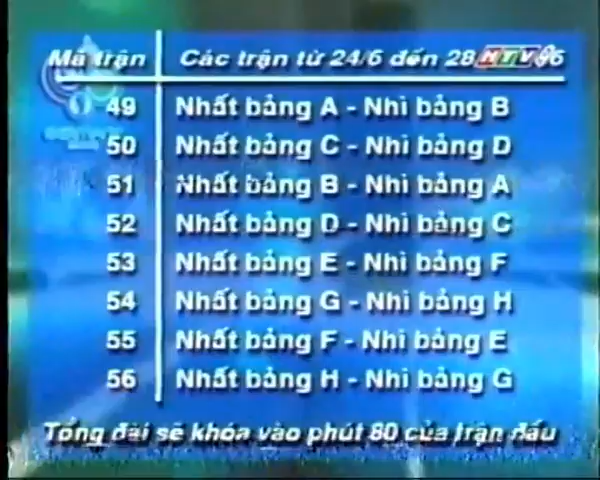 Mã trận Các trận từ 24/6 đến 28 HTV 06
49 Nhất bảng A - Nhì bảng B
50 Nhất bảng C - Nhì bảng D
51 Nhất bảng B - Nhì bảng A
52 Nhất bảng D - Nhì bảng C
53 Nhất bảng E - Nhì bảng F
54 Nhất bảng G - Nhì bảng H
55 Nhất bảng F - Nhì bảng E
56 Nhất bảng H - Nhì bảng G
Tổng đài sẽ khóa vào phút 80 của trận đấu